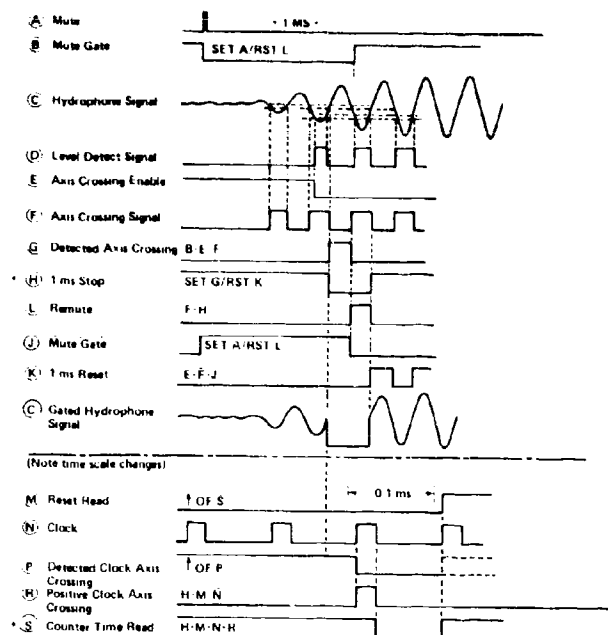 A Mute
· 1 MS ·
B Mute Gate SET A/RST L
C Hydrophone Signal
D Level Detect Signal
E Axis Crossing Enable
F Axis Crossing Signal
G Detected Axis Crossing B·E·F
* H 1 ms Stop SET G/RST K
L Remute F·H
J Mute Gate SET A/RST L
K 1 ms Reset E·F·J
C Gated Hydrophone
Signal
(Note time scale changes)
0.1 ms
M Reset Read ↑ OF S
N Clock
P Detected Clock Axis
Crossing
↑ OF P
R Positive Clock Axis
Crossing
H·M·N
* S Counter Time Read H·M·N·R